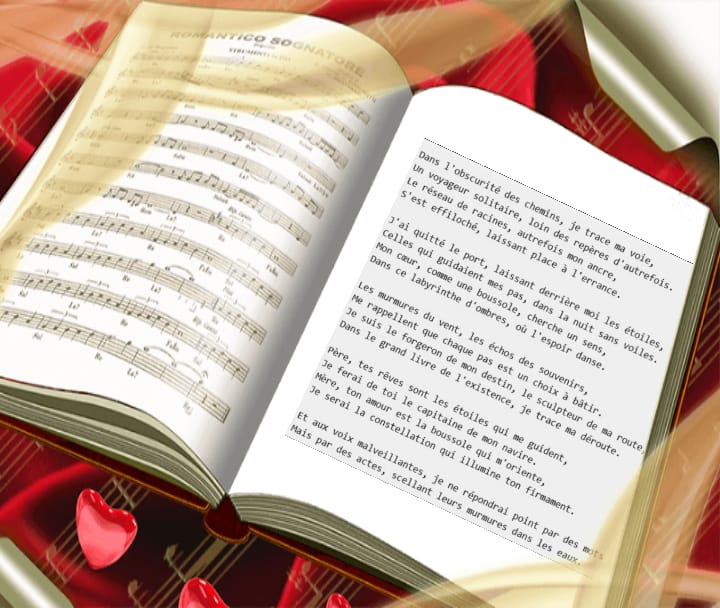 ROMANTICO SOGNATORE
Dans l'obscurité des chemins, je trace ma voie,
Un voyageur solitaire, loin des repères d'autrefois.
Le réseau de racines, autrefois mon ancre,
S'est effiloché, laissant place à l'errance.
J'ai quitté le port, laissant derrière moi les étoiles,
Celles qui guidaient mes pas, dans la nuit sans voiles.
Mon cœur, comme une boussole, cherche un sens,
Dans ce labyrinthe d'ombres, où l'espoir danse.
Les murmures du vent, les échos des souvenirs,
Me rappellent que chaque pas est un choix à bâtir.
Je suis le forgeron de mon destin, le sculpteur de ma route,
Dans le grand livre de l'existence, je trace ma déroute.
Père, tes rêves sont les étoiles qui me guident,
Je ferai de toi le capitaine de mon navire.
Mère, ton amour est la boussole qui m'oriente,
Je serai la constellation qui illumine ton firmament.
Et aux voix malveillantes, je ne répondrai point par des mots
Mais par des actes, scellant leurs murmures dans les eaux.